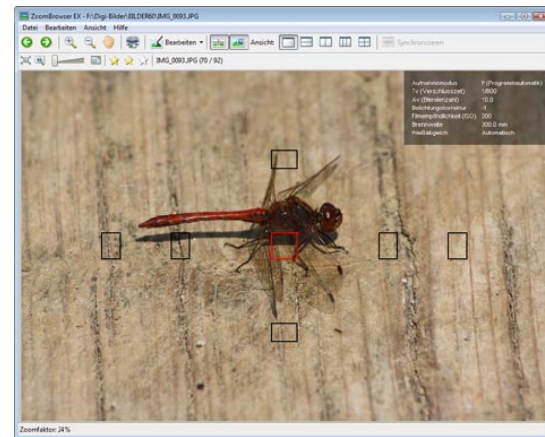 ZoomBrowser EX - F:\Digi-Bilder\BILDER60\IMG_0093.JPG
Datei Bearbeiten Ansicht Hilfe
Bearbeiten Ansicht: Synchronisieren
IMG_0093.JPG (70 / 92)
Aufnahmemodus P (Programmautomatik)
Tv (Verschlusszeit) 1/800
Av (Blendenzahl) 10.0
Belichtungskorrektur -1
Filmempfindlichkeit (ISO) 200
Brennweite 300.0 mm
Weißabgleich Automatisch
Zoomfaktor: 24%